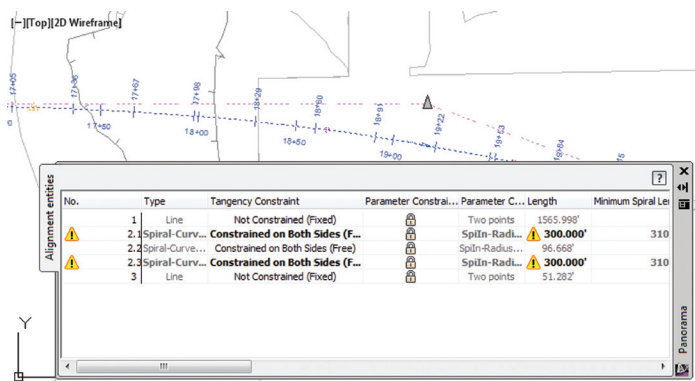 [−][Top][2D Wireframe]
17+05
17+36
17+67
17+98
18+29
18+60
18+91
19+22
19+53
19+84
17+50
18+00
18+50
19+00
Alignment entities
?
No. Type Tangency Constraint Parameter Constrai... Parameter C... Length Minimum Spiral Le
1 Line Not Constrained (Fixed) Two points 1565.998'
2.1 Spiral-Curv... Constrained on Both Sides (F... SpiIn-Radi... 300.000' 310
2.2 Spiral-Curve... Constrained on Both Sides (Free) SpiIn-Radius... 96.668'
2.3 Spiral-Curv... Constrained on Both Sides (F... SpiIn-Radi... 300.000' 310
3 Line Not Constrained (Fixed) Two points 51.282'
Panorama
Y